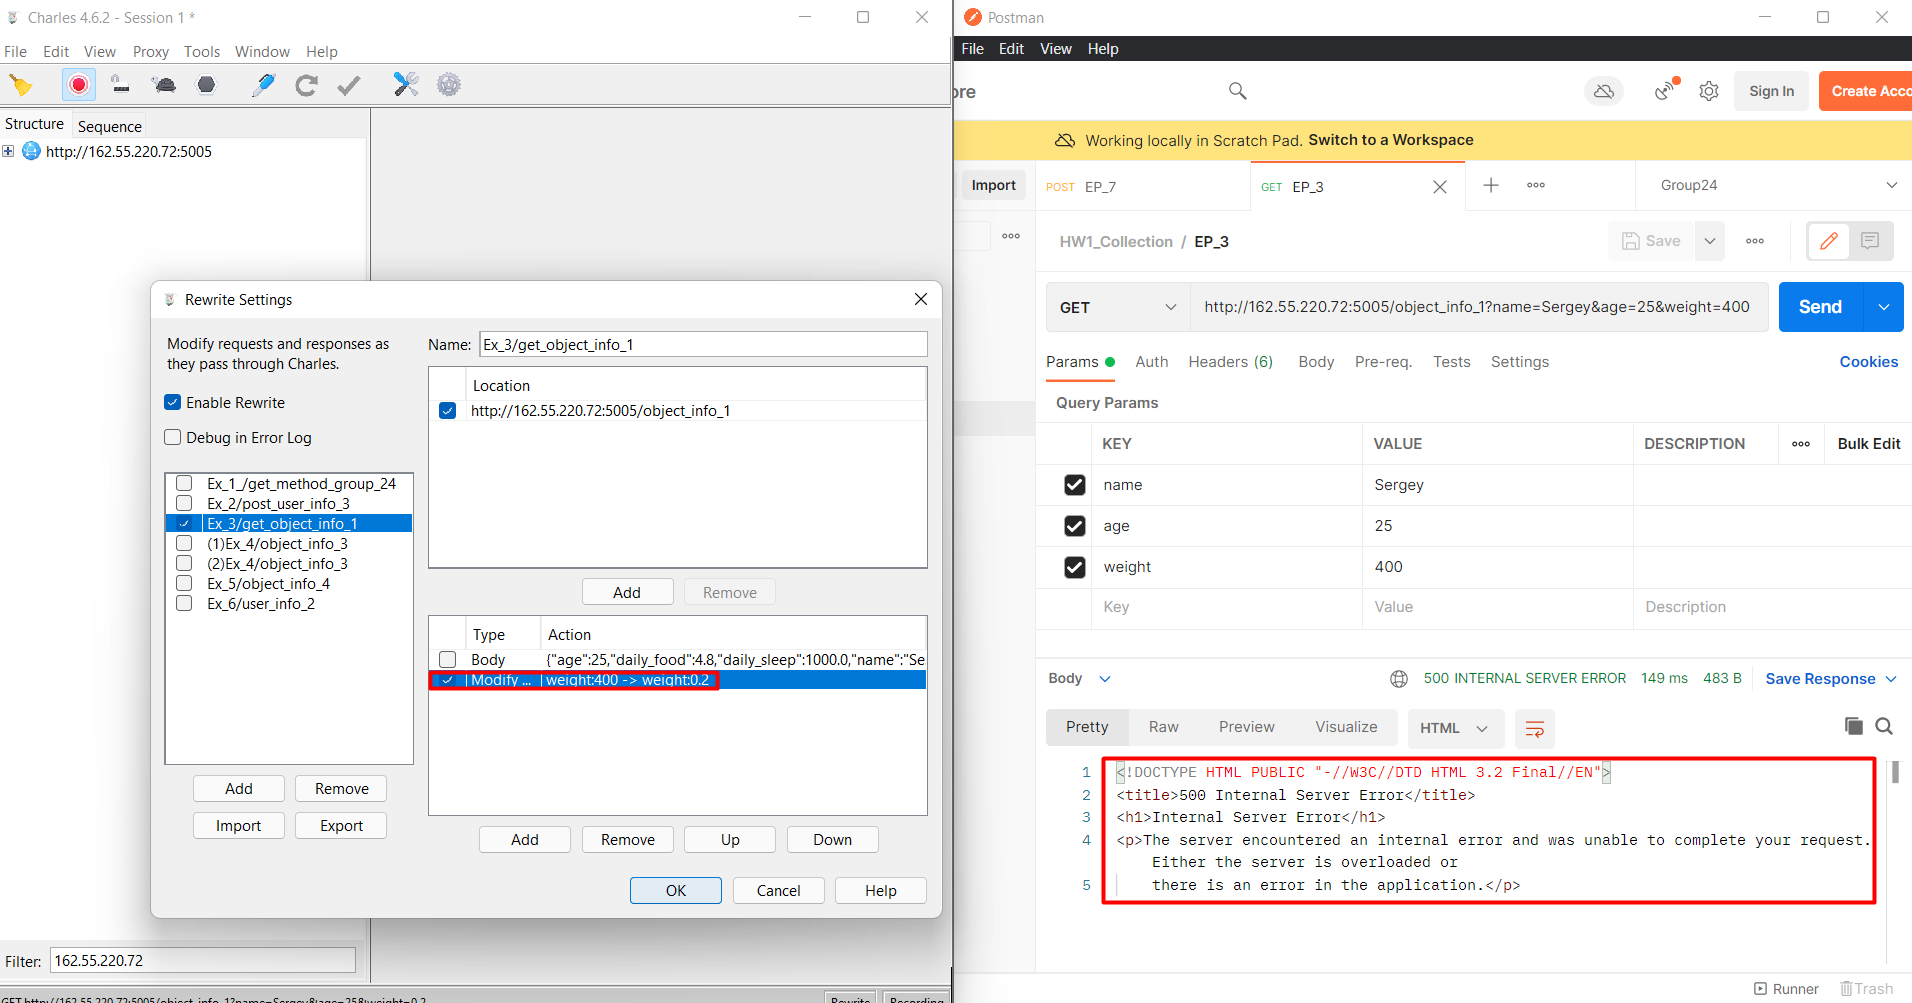 Charles 4.6.2 - Session 1 *
File Edit View Proxy Tools Window Help
Structure Sequence
http://162.55.220.72:5005
Rewrite Settings
Modify requests and responses as
they pass through Charles.
Enable Rewrite
Debug in Error Log
Ex_1_/get_method_group_24
Ex_2/post_user_info_3
Ex_3/get_object_info_1
(1)Ex_4/object_info_3
(2)Ex_4/object_info_3
Ex_5/object_info_4
Ex_6/user_info_2
Add Remove
Import Export
Name: Ex_3/get_object_info_1
Location
http://162.55.220.72:5005/object_info_1
Add Remove
Type Action
Body {"age":25,"daily_food":4.8,"daily_sleep":1000.0,"name":"Se
Modify ... weight:400 -> weight:0.2
Add Remove Up Down
OK Cancel Help
Filter: 162.55.220.72
GET http://162.55.220.72:5005/object_info_1?name=Sergey&age=25&weight=0.2
Rewrite Recording
Postman
File Edit View Help
ore
Sign In Create Acco
Working locally in Scratch Pad. Switch to a Workspace
Import POST EP_7 GET EP_3 Group24
HW1_Collection / EP_3 Save
GET http://162.55.220.72:5005/object_info_1?name=Sergey&age=25&weight=400 Send
Params Auth Headers (6) Body Pre-req. Tests Settings Cookies
Query Params
KEY VALUE DESCRIPTION Bulk Edit
name Sergey
age 25
weight 400
Key Value Description
Body 500 INTERNAL SERVER ERROR 149 ms 483 B Save Response
Pretty Raw Preview Visualize HTML
1 <!DOCTYPE HTML PUBLIC "-//W3C//DTD HTML 3.2 Final//EN">
2 <title>500 Internal Server Error</title>
3 <h1>Internal Server Error</h1>
4 <p>The server encountered an internal error and was unable to complete your request.
Either the server is overloaded or
5 there is an error in the application.</p>
Runner Trash